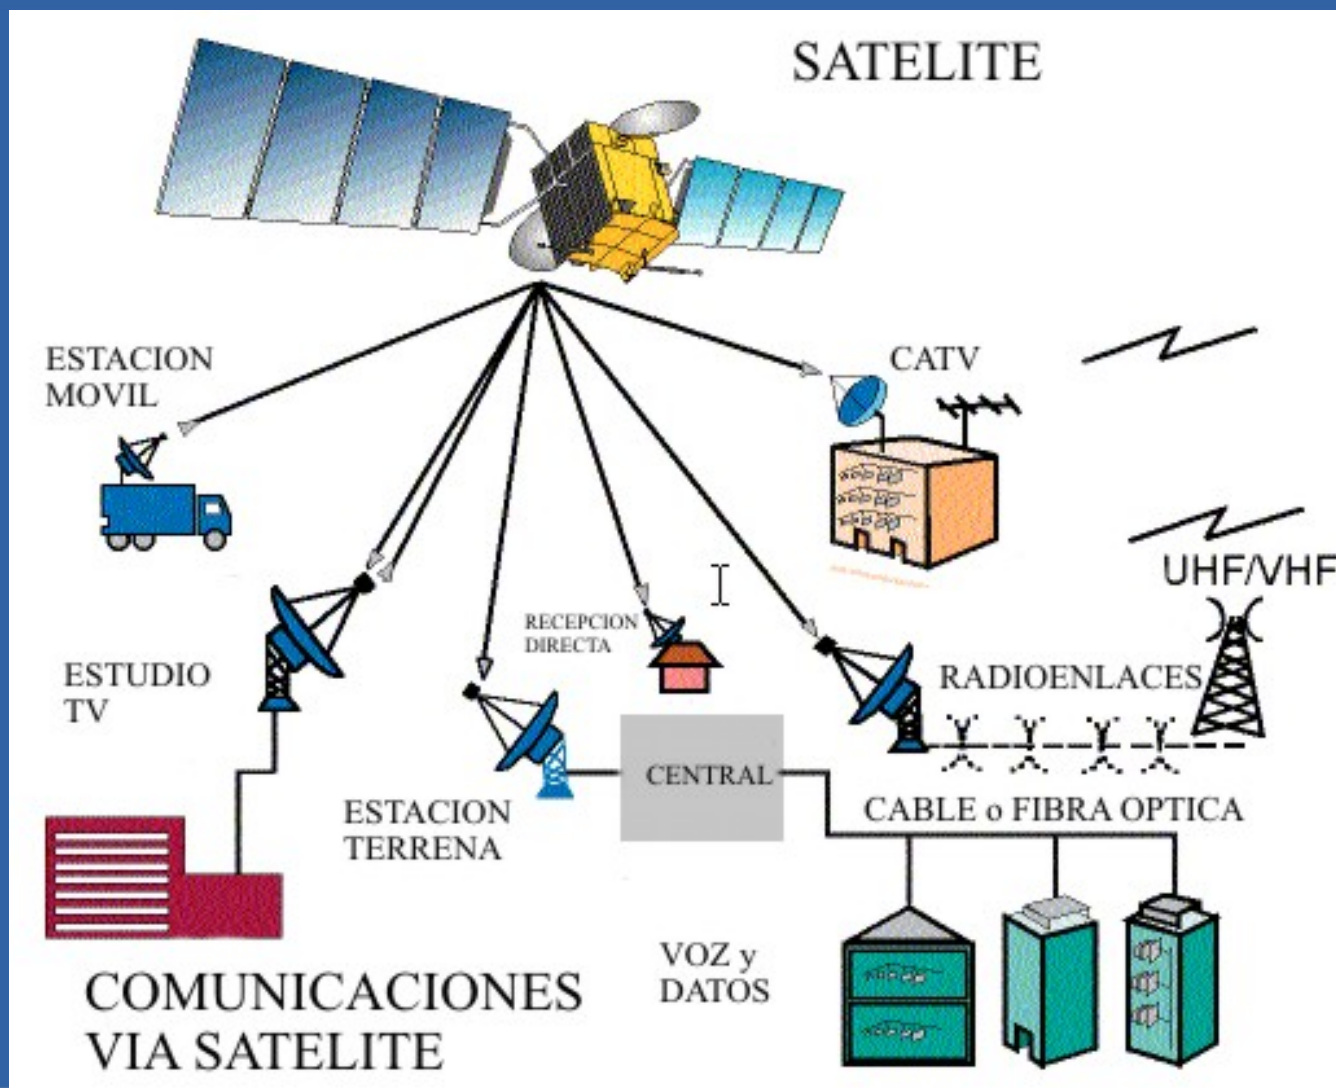 SATELITE
ESTACION
MOVIL
CATV
UHF/VHF
RECEPCION
DIRECTA
ESTUDIO
TV
RADIOENLACES
CENTRAL
ESTACION
TERRENA
CABLE o FIBRA OPTICA
VOZ y
DATOS
COMUNICACIONES
VIA SATELITE